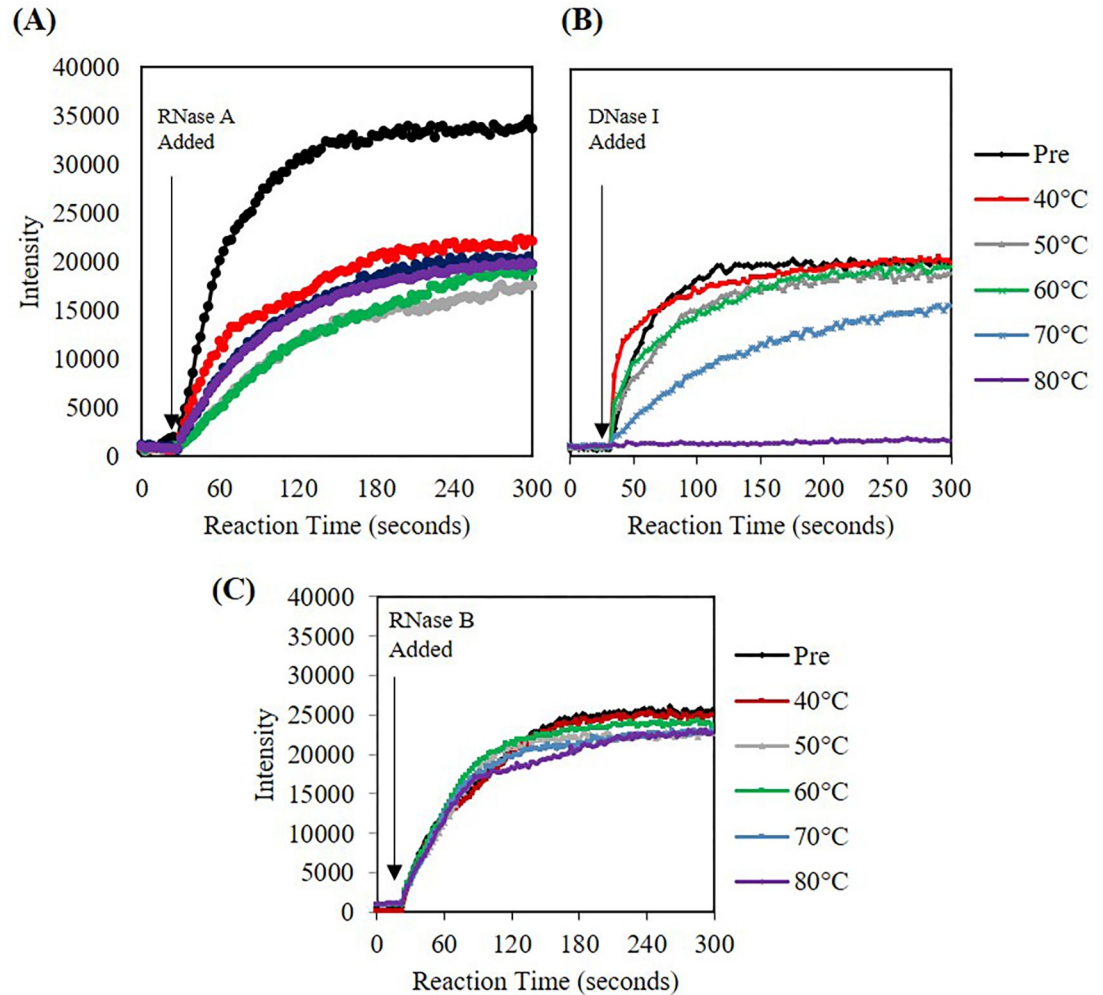 (A)
40000
35000
30000
25000
20000
15000
10000
5000
0
Intensity
RNase A
Added
0 60 120 180 240 300
Reaction Time (seconds)
(B)
DNase I
Added
0 50 100 150 200 250 300
Reaction Time (seconds)
Pre
40°C
50°C
60°C
70°C
80°C
(C)
40000
35000
30000
25000
20000
15000
10000
5000
0
Intensity
RNase B
Added
0 60 120 180 240 300
Reaction Time (seconds)
Pre
40°C
50°C
60°C
70°C
80°C